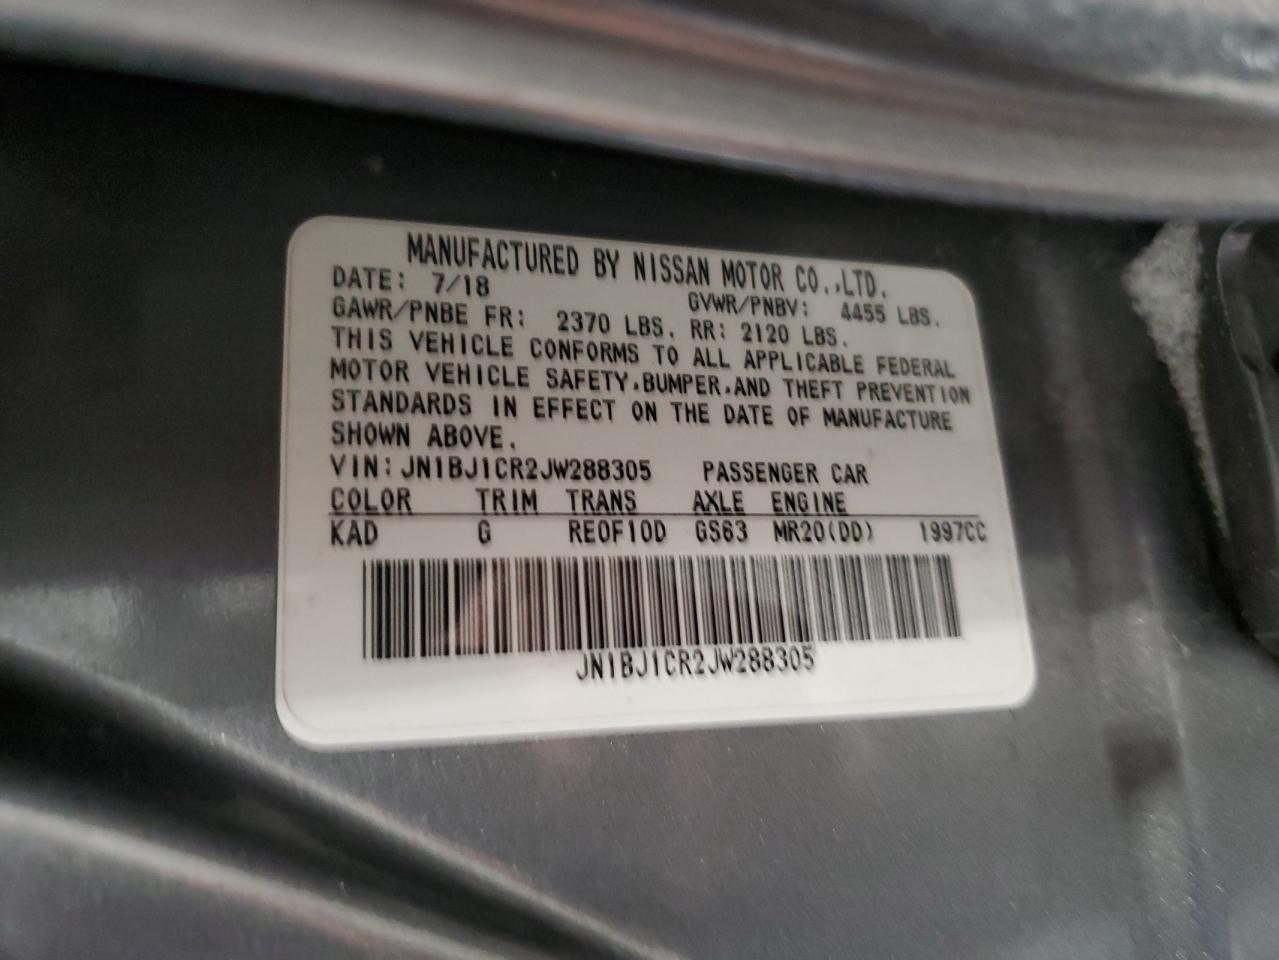 MANUFACTURED BY NISSAN MOTOR CO.,LTD.
DATE: 7/18 GVWR/PNBV: 4455 LBS.
GAWR/PNBE FR: 2370 LBS. RR: 2120 LBS.
THIS VEHICLE CONFORMS TO ALL APPLICABLE FEDERAL
MOTOR VEHICLE SAFETY,BUMPER,AND THEFT PREVENTION
STANDARDS IN EFFECT ON THE DATE OF MANUFACTURE
SHOWN ABOVE.
VIN:JN1BJ1CR2JW288305 PASSENGER CAR
COLOR TRIM TRANS AXLE ENGINE
KAD G RE0F10D GS63 MR20(DD) 1997CC
JN1BJ1CR2JW288305